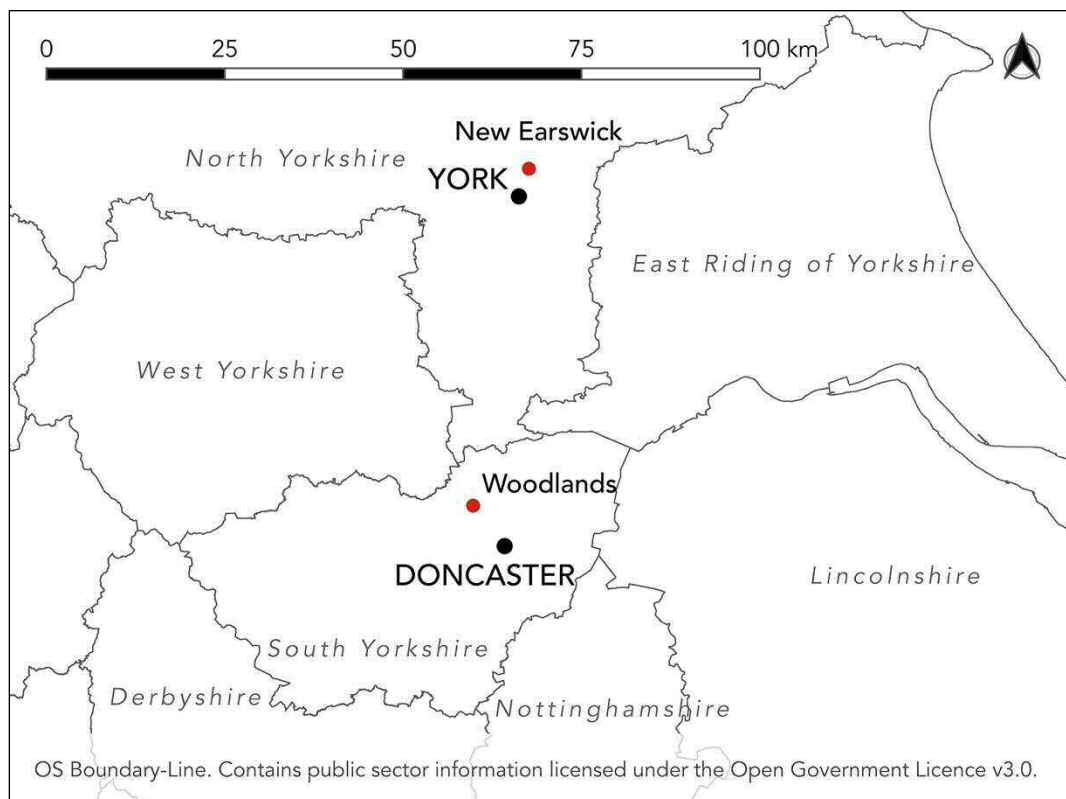 0 25 50 75 100 km
New Earswick
North Yorkshire
YORK
East Riding of Yorkshire
West Yorkshire
Woodlands
DONCASTER
Lincolnshire
South Yorkshire
Derbyshire
Nottinghamshire
OS Boundary-Line. Contains public sector information licensed under the Open Government Licence v3.0.